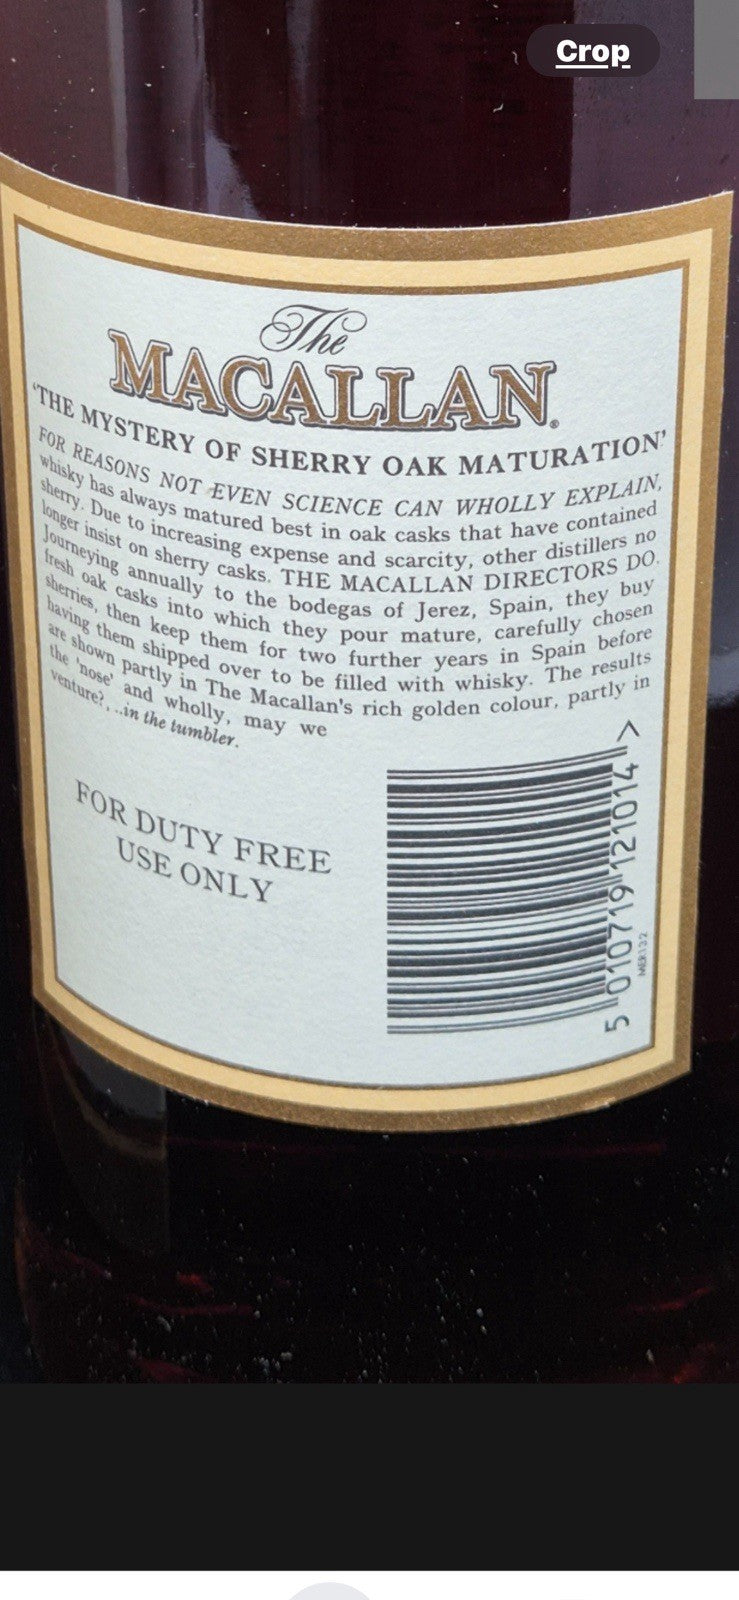 Crop
The
MACALLAN®
'THE MYSTERY OF SHERRY OAK MATURATION'
FOR REASONS NOT EVEN SCIENCE CAN WHOLLY EXPLAIN,
whisky has always matured best in oak casks that have contained
sherry. Due to increasing expense and scarcity, other distillers no
longer insist on sherry casks. THE MACALLAN DIRECTORS DO.
Journeying annually to the bodegas of Jerez, Spain, they buy
fresh oak casks into which they pour mature, carefully chosen
sherries, then keep them for two further years in Spain before
having them shipped over to be filled with whisky. The results
are shown partly in The Macallan's rich golden colour, partly in
the 'nose' and wholly, may we
venture?, ..in the tumbler.
FOR DUTY FREE
USE ONLY
5 010719 121014 >
MER132